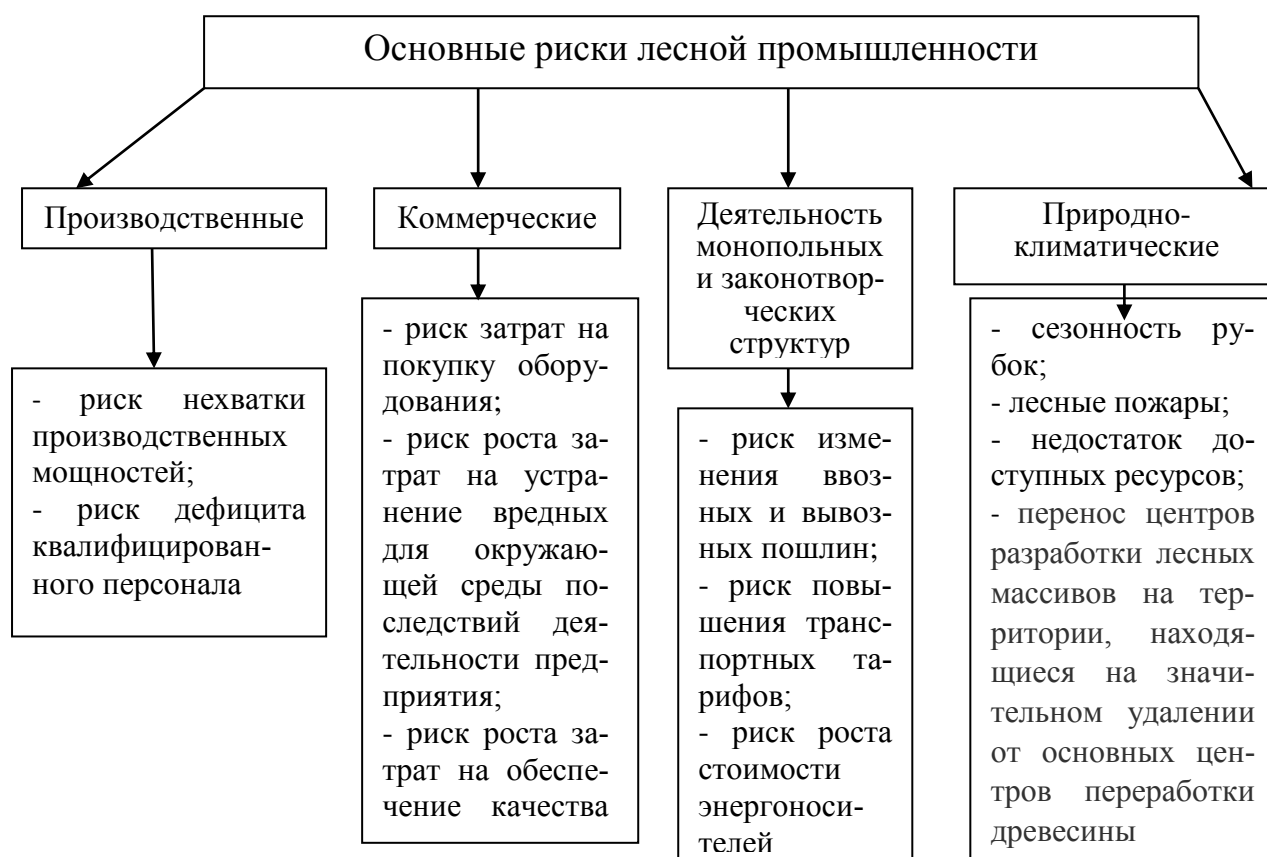 Основные риски лесной промышленности
Производственные
- риск нехватки
производственных
мощностей;
- риск дефицита
квалифицирован-
ного персонала
Коммерческие
- риск затрат на
покупку обору-
дования;
- риск роста за-
трат на устра-
нение вредных
для окружаю-
щей среды по-
следствий дея-
тельности пред-
приятия;
- риск роста за-
трат на обеспе-
чение качества
Деятельность
монопольных
и законотвор-
ческих
структур
- риск изме-
нения ввоз-
ных и вывоз-
ных пошлин;
- риск повы-
шения транс-
портных та-
рифов;
- риск роста
стоимости
энергоноси-
телей
Природно-
климатические
- сезонность ру-
бок;
- лесные пожары;
- недостаток до-
ступных ресурсов;
- перенос центров
разработки лесных
массивов на тер-
ритории, находя-
щиеся на значи-
тельном удалении
от основных цен-
тров переработки
древесины